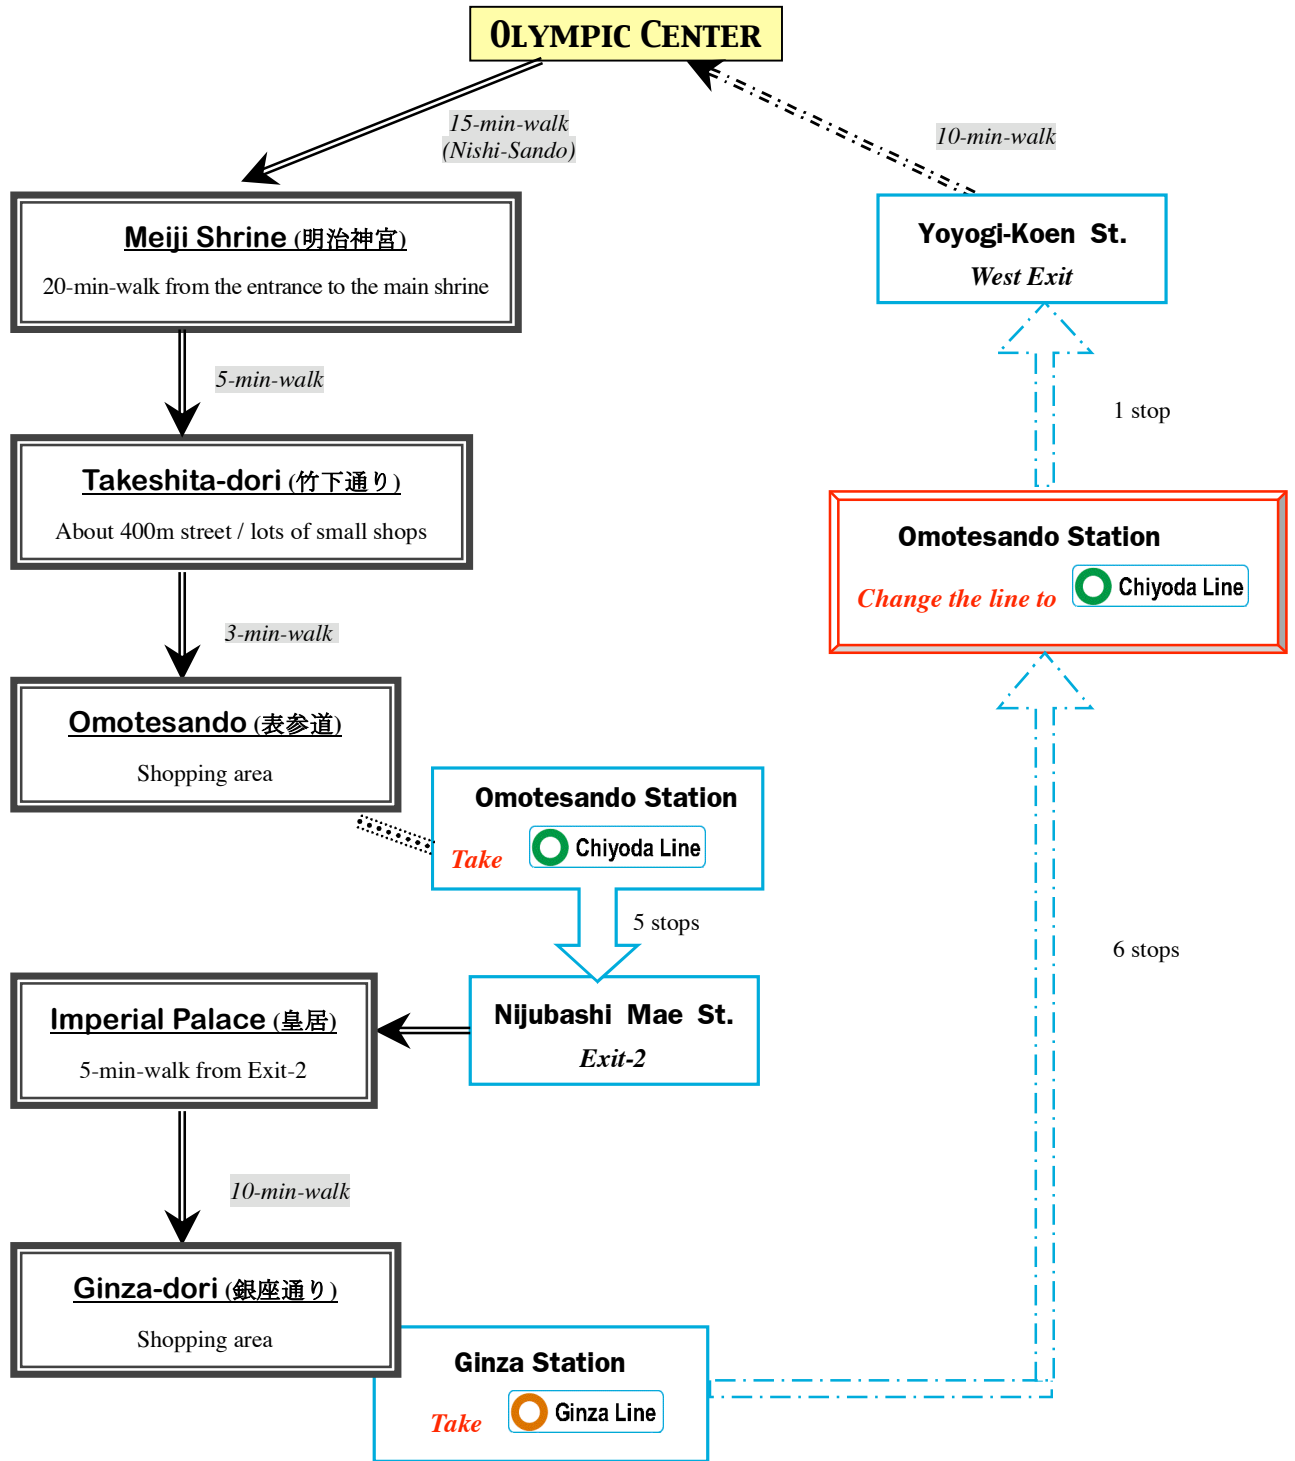 OLYMPIC CENTER
15-min-walk
(Nishi-Sando)
10-min-walk
Meiji Shrine (明治神宮)
20-min-walk from the entrance to the main shrine
Yoyogi-Koen St.
West Exit
5-min-walk
1 stop
Takeshita-dori (竹下通り)
About 400m street / lots of small shops
Omotesando Station
Change the line to
Chiyoda Line
3-min-walk
Omotesando (表参道)
Shopping area
Omotesando Station
Take
Chiyoda Line
5 stops
6 stops
Nijubashi Mae St.
Exit-2
Imperial Palace (皇居)
5-min-walk from Exit-2
10-min-walk
Ginza-dori (銀座通り)
Shopping area
Ginza Station
Take
Ginza Line